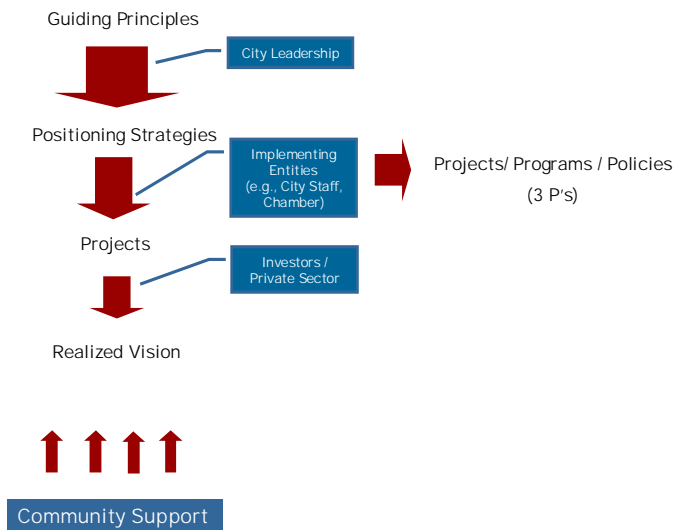 Guiding Principles
City Leadership
Positioning Strategies
Implementing
Entities
(e.g., City Staff,
Chamber)
Projects/ Programs / Policies
(3 P's)
Projects
Investors /
Private Sector
Realized Vision
Community Support